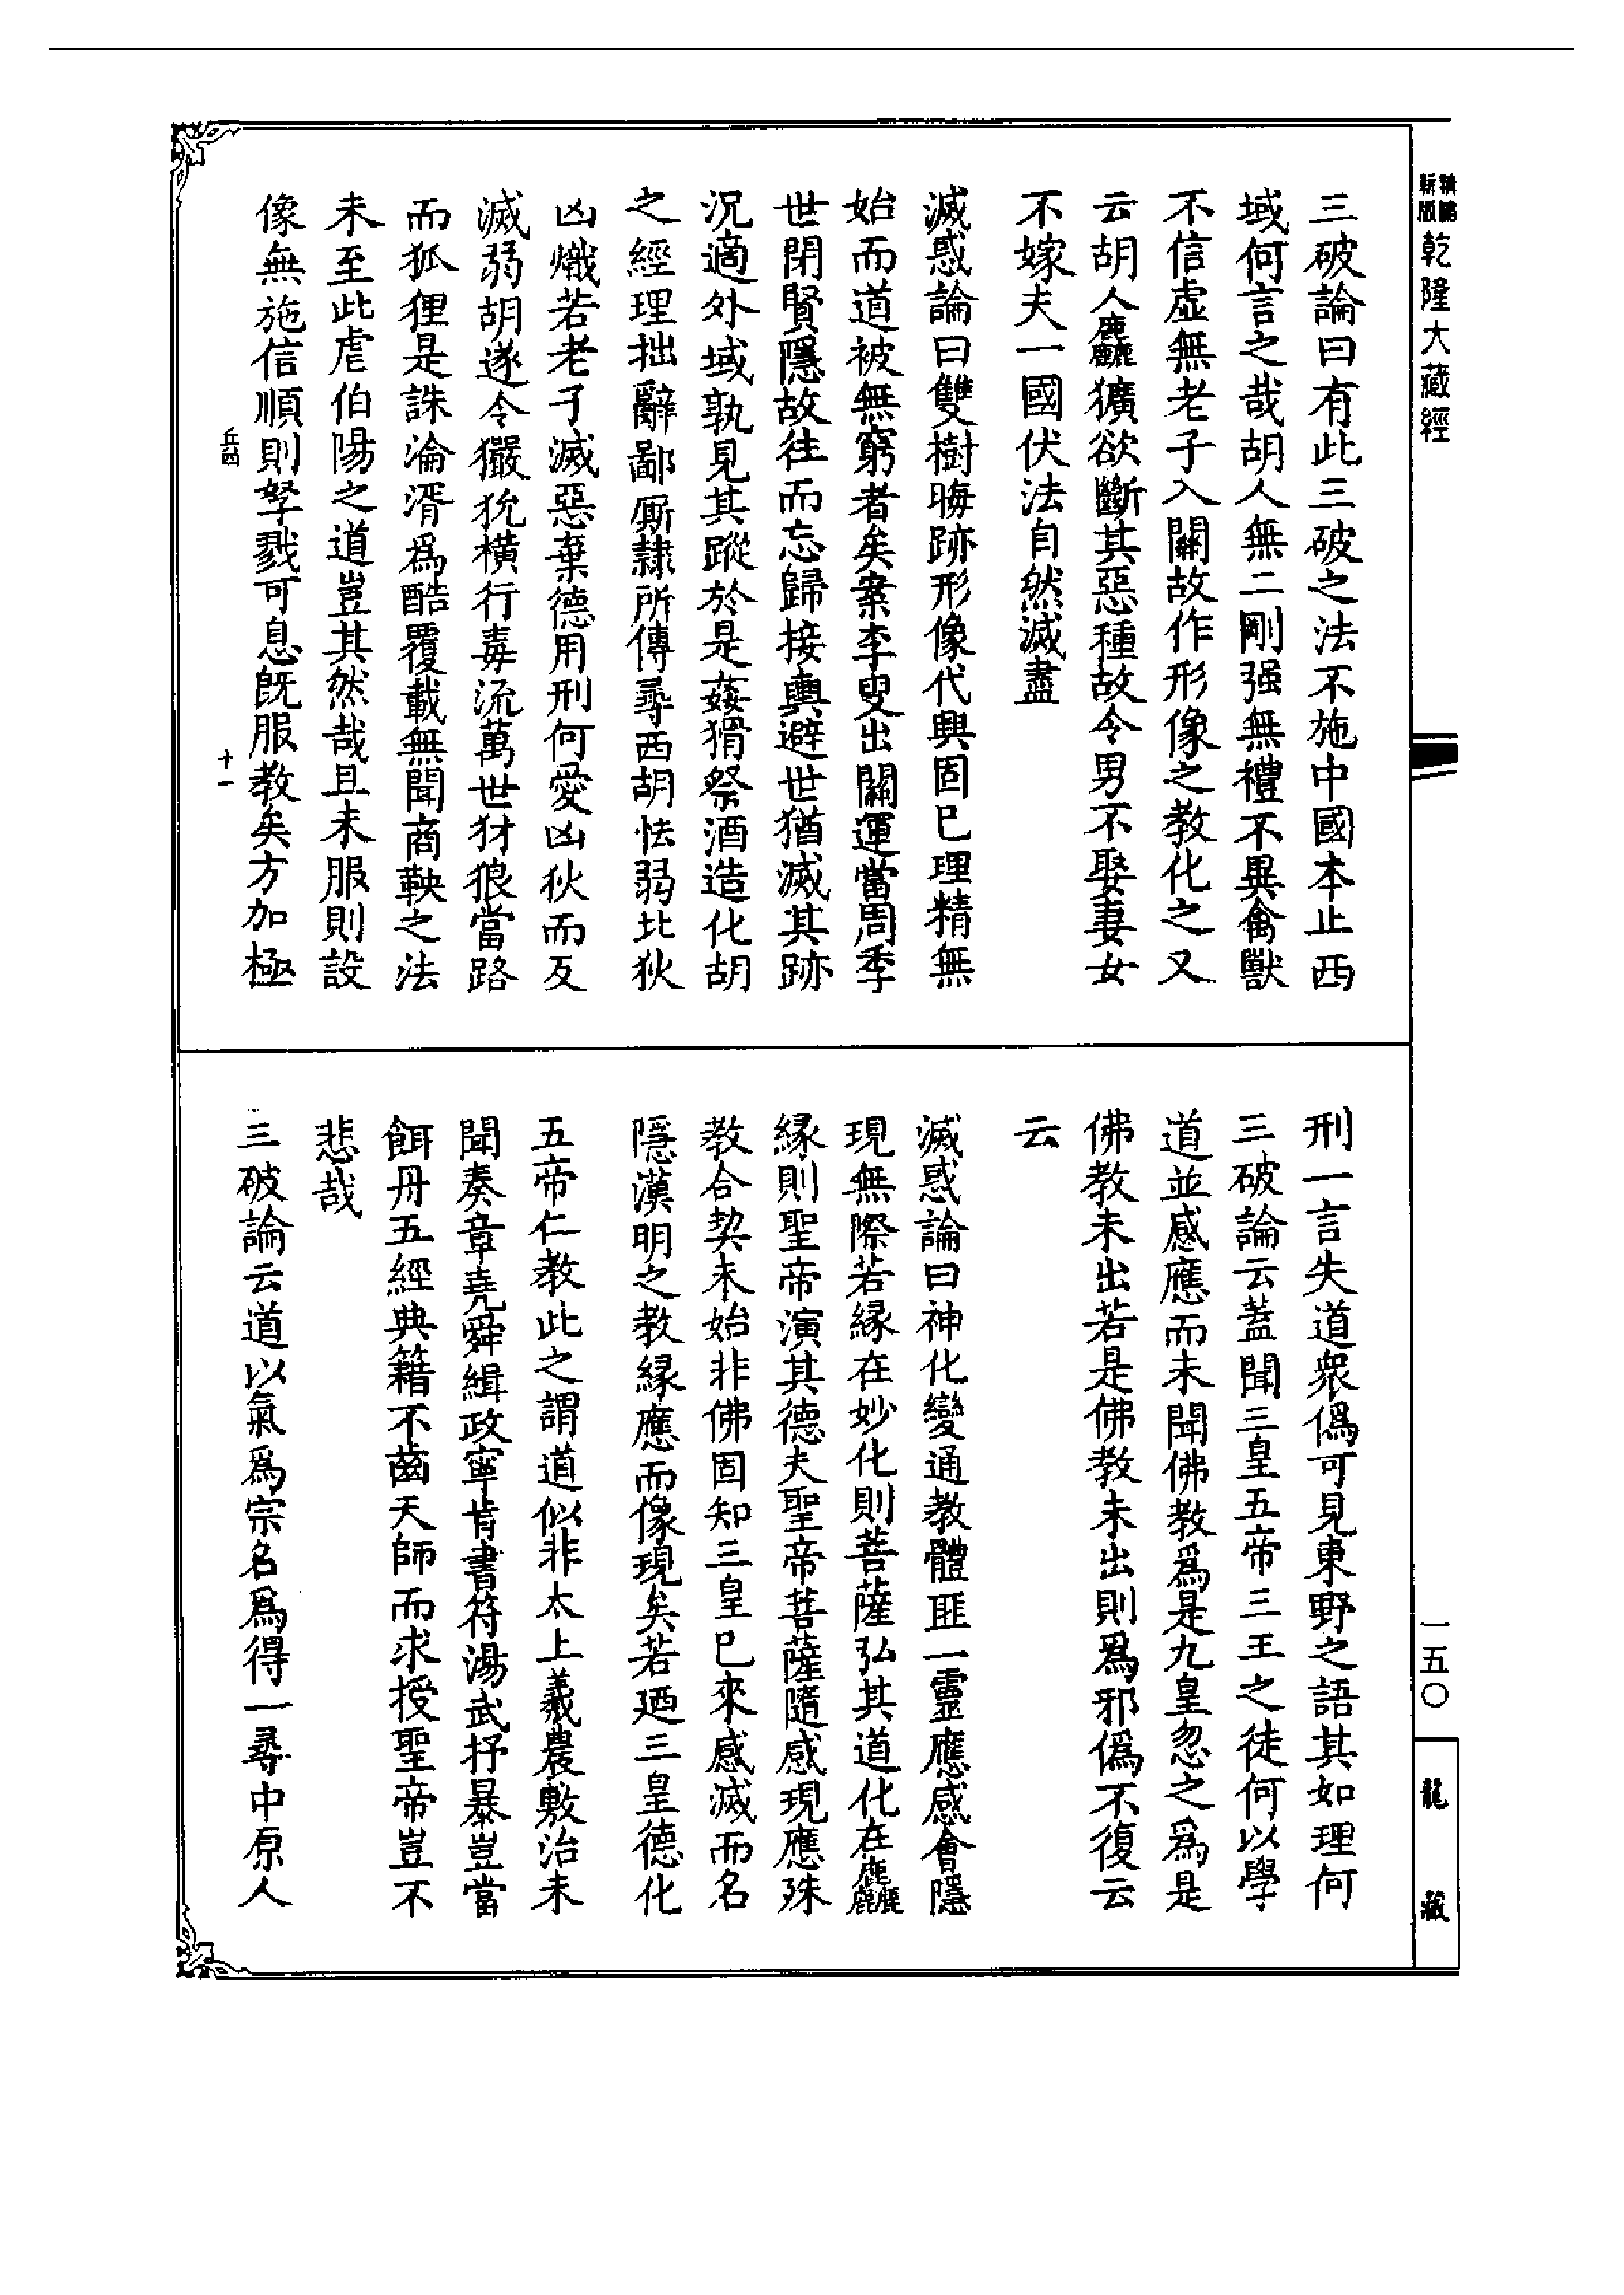 精縮
新版
乾隆大藏經
三破論曰有此三破之法不施中國本止西
域何言之哉胡人無二剛强無禮不異禽獸
不信虛無老子入關故作形像之教化之又
云胡人麤獷欲斷其惡種故令男不娶妻女
不嫁夫一國伏法自然滅盡
滅惑論曰雙樹晦跡形像代興固已理精無
始而道被無窮者矣案李叟出關運當周季
世閉賢隱故往而忘歸接輿避世猶滅其跡
況適外域孰見其蹤於是姦猾祭酒造化胡
之經理拙辭鄙厮隷所傳尋西胡怯弱北狄
凶熾若老子滅惡棄德用刑何愛凶狄而反
滅弱胡遂令玁狁橫行毒流萬世豺狼當路
而狐狸是誅淪湑爲酷覆載無聞商鞅之法
未至此虐伯陽之道豈其然哉且未服則設
像無施信順則孥戮可息旣服教矣方加極
兵四
十一
刑一言失道衆僞可見東野之語其如理何
三破論云蓋聞三皇五帝三王之徒何以學
道並感應而未聞佛教爲是九皇忽之爲是
佛教未出若是佛教未出則爲邪僞不復云
云
滅惑論曰神化變通教體匪一靈應感會隱
現無際若緣在妙化則菩薩弘其道化在麤
緣則聖帝演其德夫聖帝菩薩隨感現應殊
教合契未始非佛固知三皇已來感滅而名
隱漢明之教緣應而像現矣若廼三皇德化
五帝仁教此之謂道似非太上羲農敷治未
聞奏章堯舜緝政寧肯書符湯武抒暴豈當
餌丹五經典籍不齒天師而求授聖帝豈不
悲哉
三破論云道以氣爲宗名爲得一尋中原人
一五〇
龍藏